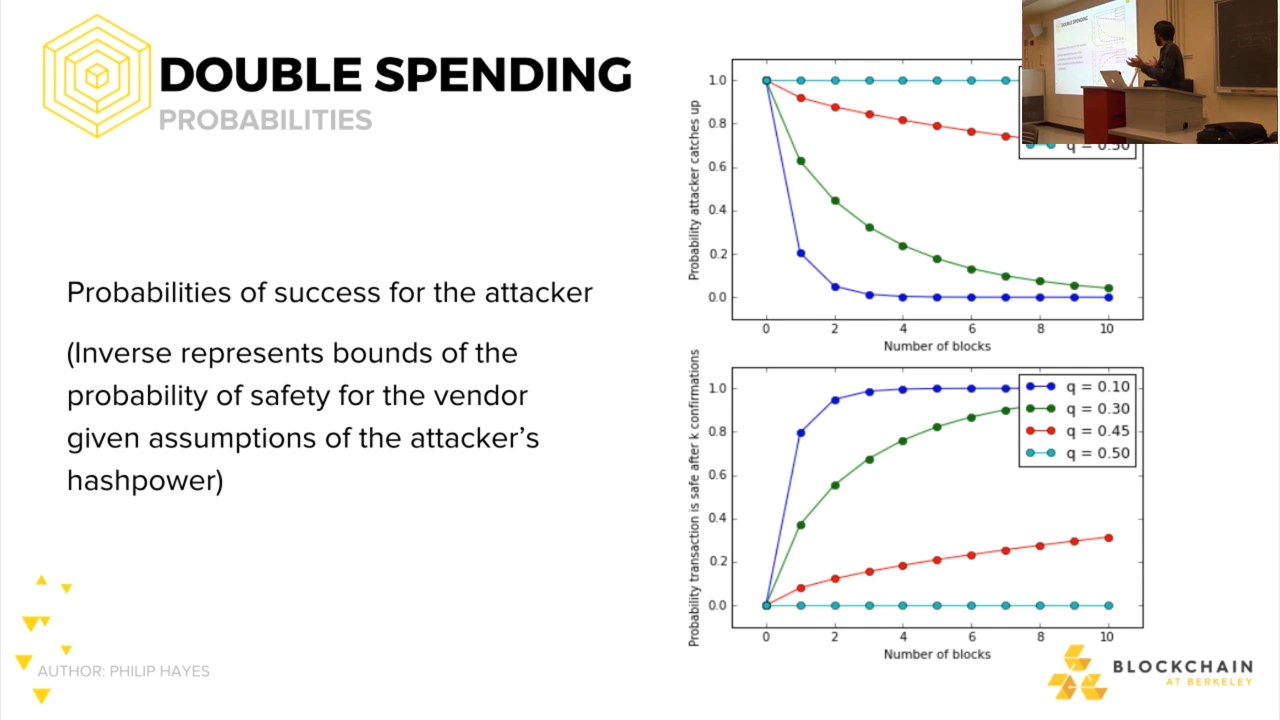 DOUBLE SPENDING
PROBABILITIES
Probabilities of success for the attacker
(Inverse represents bounds of the
probability of safety for the vendor
given assumptions of the attacker’s
hashpower)
AUTHOR: PHILIP HAYES
Probability attacker catches up
1.0
0.8
0.6
0.4
0.2
0.0
0 2 4 6 8 10
Number of blocks
q = 0.50
Probability transaction is safe after k confirmations
1.0
0.8
0.6
0.4
0.2
0.0
0 2 4 6 8 10
Number of blocks
q = 0.10
q = 0.30
q = 0.45
q = 0.50
BLOCKCHAIN
AT BERKELEY
DOUBLE SPENDING